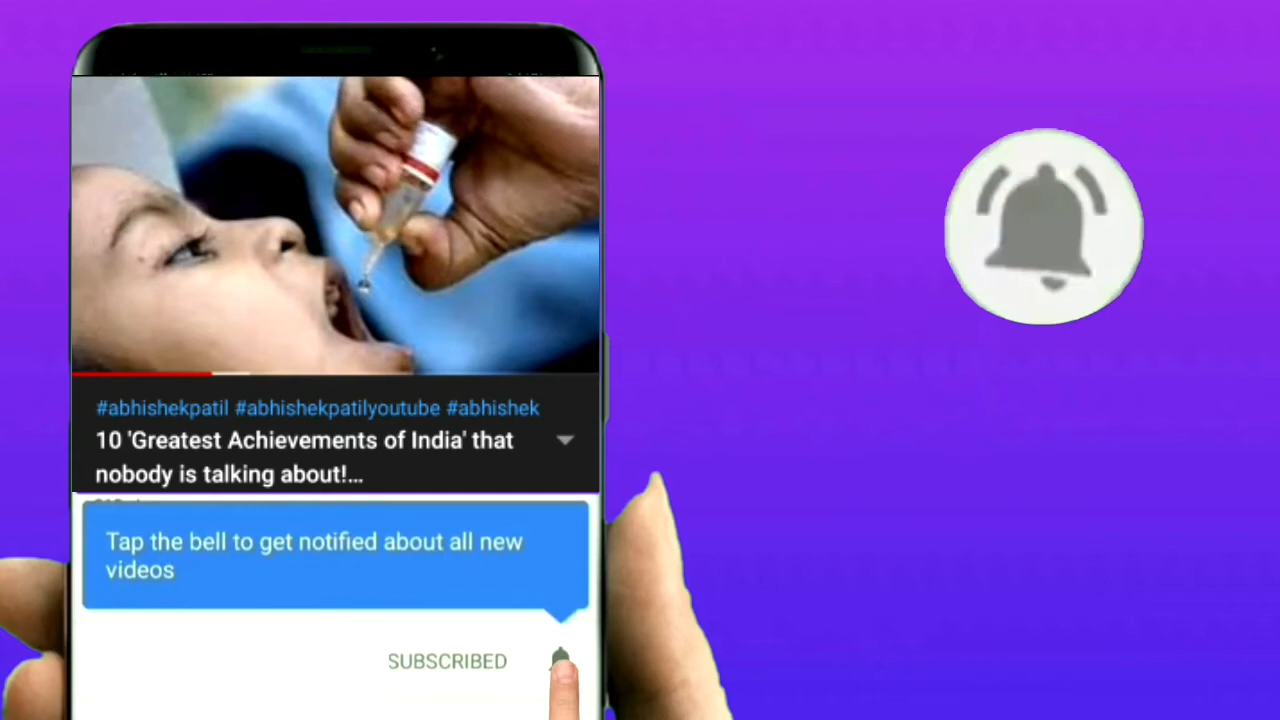 #abhishekpatil #abhishekpatilyoutube #abhishek
10 'Greatest Achievements of India' that
nobody is talking about!...
Tap the bell to get notified about all new
videos
SUBSCRIBED